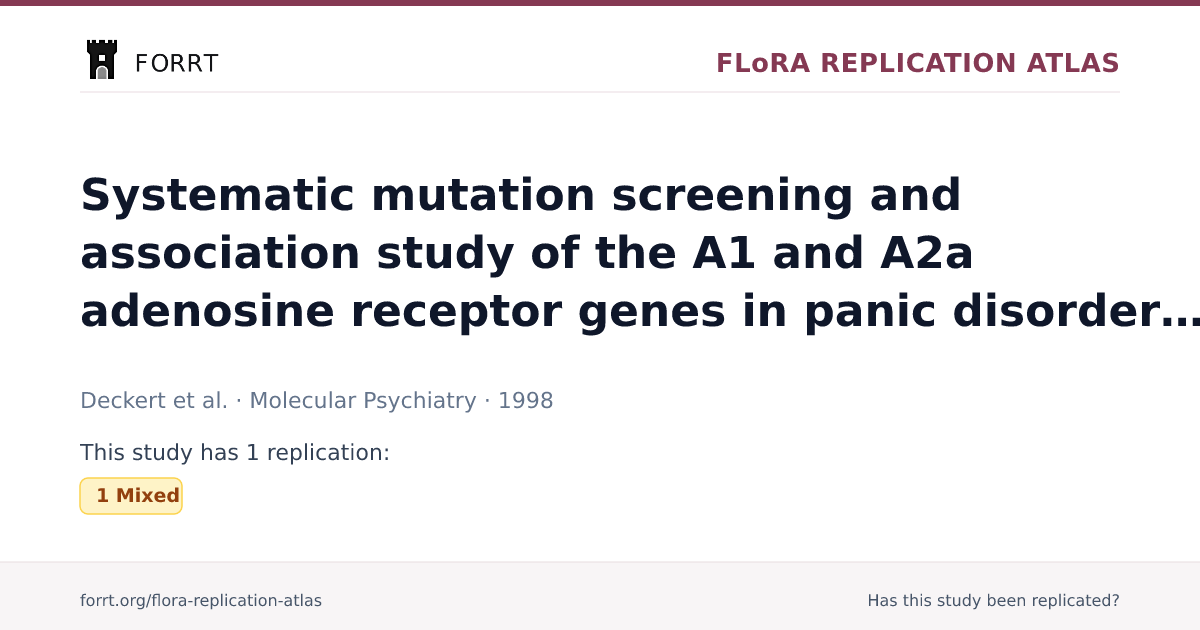 FORRT
FLoRA REPLICATION ATLAS
Systematic mutation screening and
association study of the A1 and A2a
adenosine receptor genes in panic disorder…
Deckert et al. · Molecular Psychiatry · 1998
This study has 1 replication:
1 Mixed
forrt.org/flora-replication-atlas
Has this study been replicated?